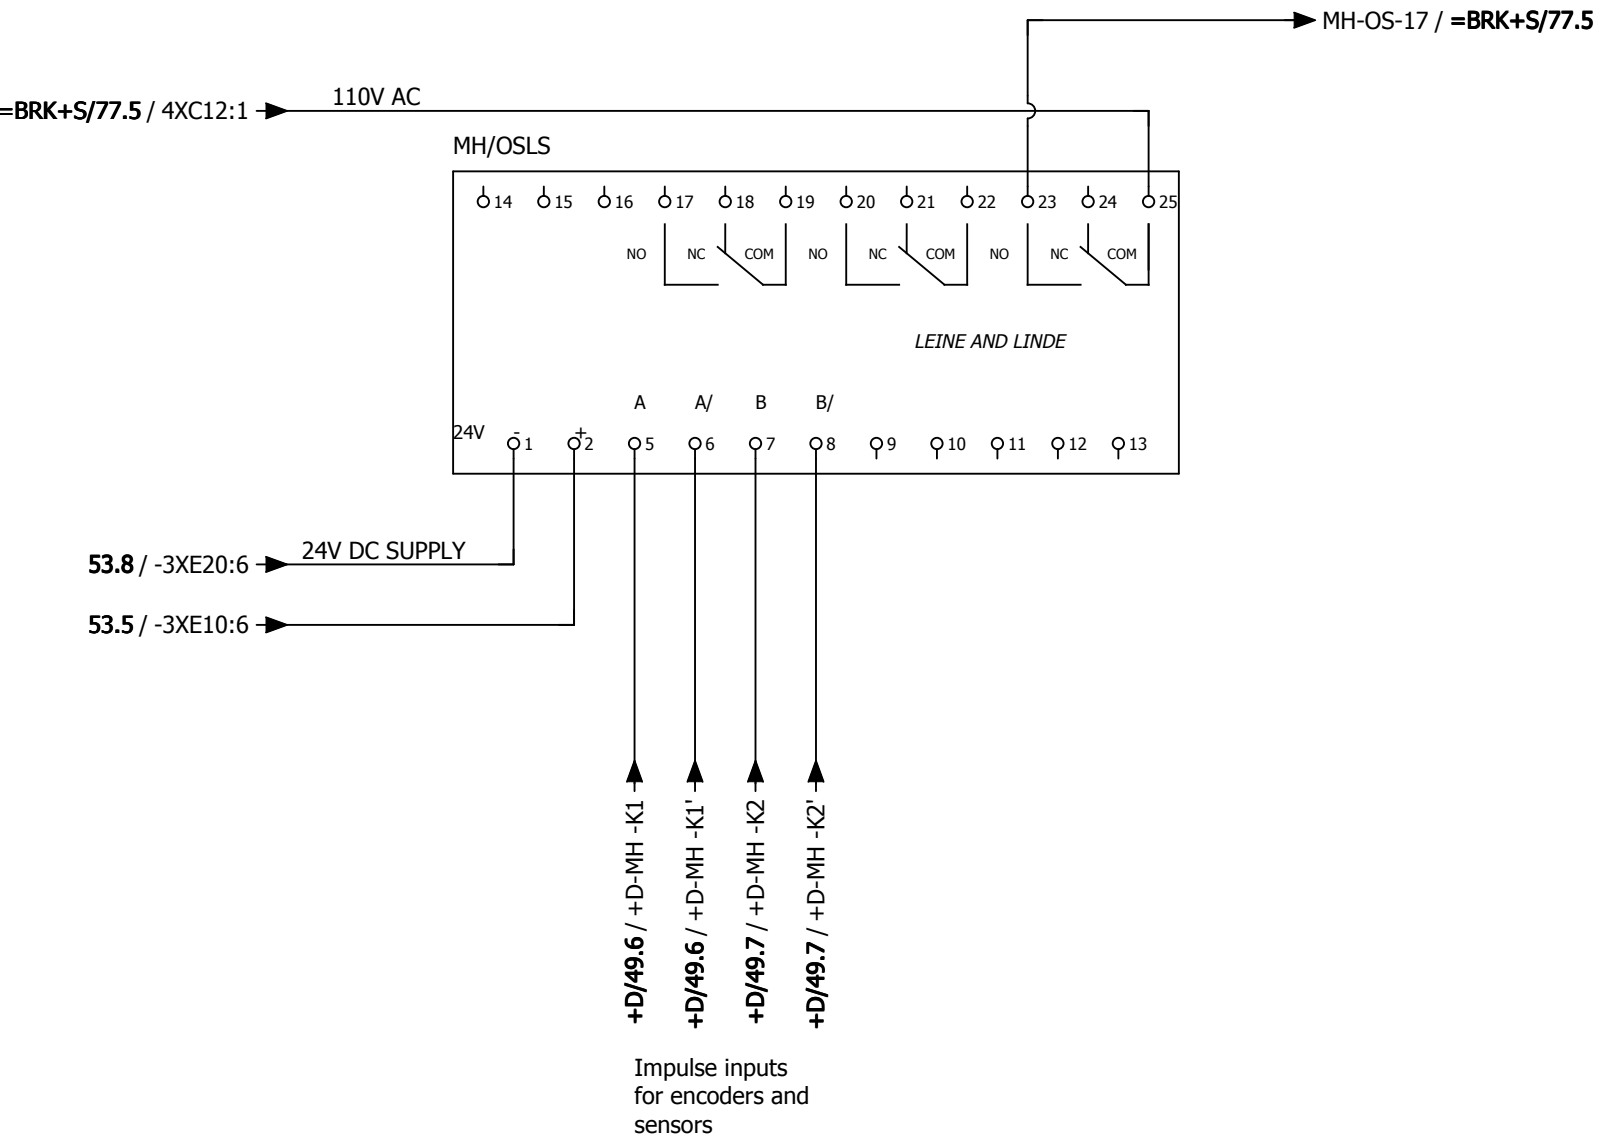 MH-OS-17 / =BRK+S/77.5
=BRK+S/77.5 / 4XC12:1
110V AC
MH/OSLS
14 15 16 17 18 19 20 21 22 23 24 25
NO NC COM NO NC COM NO NC COM
LEINE AND LINDE
A A/ B B/
24V - +
1 2 5 6 7 8 9 10 11 12 13
53.8 / -3XE20:6
24V DC SUPPLY
53.5 / -3XE10:6
+D/49.6 / +D-MH -K1
+D/49.6 / +D-MH -K1'
+D/49.7 / +D-MH -K2
+D/49.7 / +D-MH -K2'
Impulse inputs
for encoders and
sensors